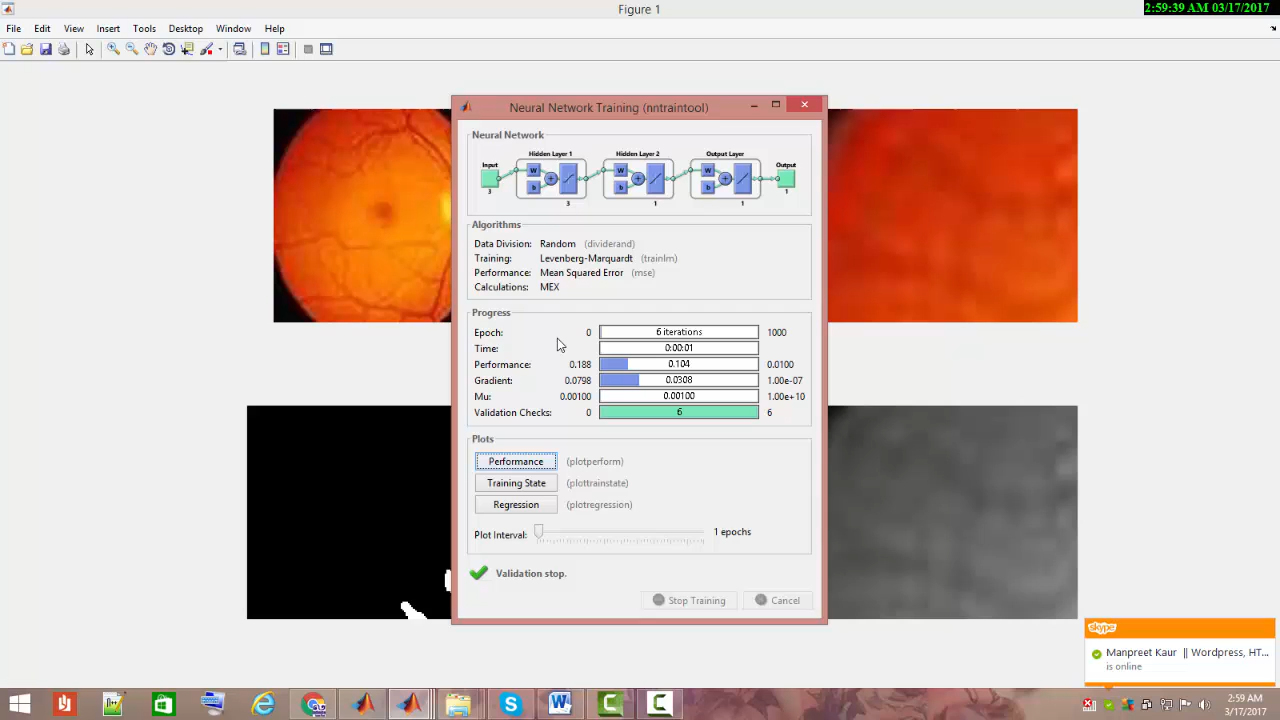 Figure 1
2:59:39 AM 03/17/2017
File Edit View Insert Tools Desktop Window Help
Neural Network Training (nntraintool)
Neural Network
Hidden Layer 1 Hidden Layer 2 Output Layer
Input Output
W W W
b b b
3 3 1 1 1
Algorithms
Data Division: Random (dividerand)
Training: Levenberg-Marquardt (trainlm)
Performance: Mean Squared Error (mse)
Calculations: MEX
Progress
Epoch: 0 6 iterations 1000
Time: 0:00:01
Performance: 0.188 0.104 0.0100
Gradient: 0.0798 0.0308 1.00e-07
Mu: 0.00100 0.00100 1.00e+10
Validation Checks: 0 6 6
Plots
Performance (plotperform)
Training State (plottrainstate)
Regression (plotregression)
Plot Interval: 1 epochs
Validation stop.
Stop Training Cancel
skype
Manpreet Kaur || Wordpress, HT...
is online
2:59 AM
3/17/2017